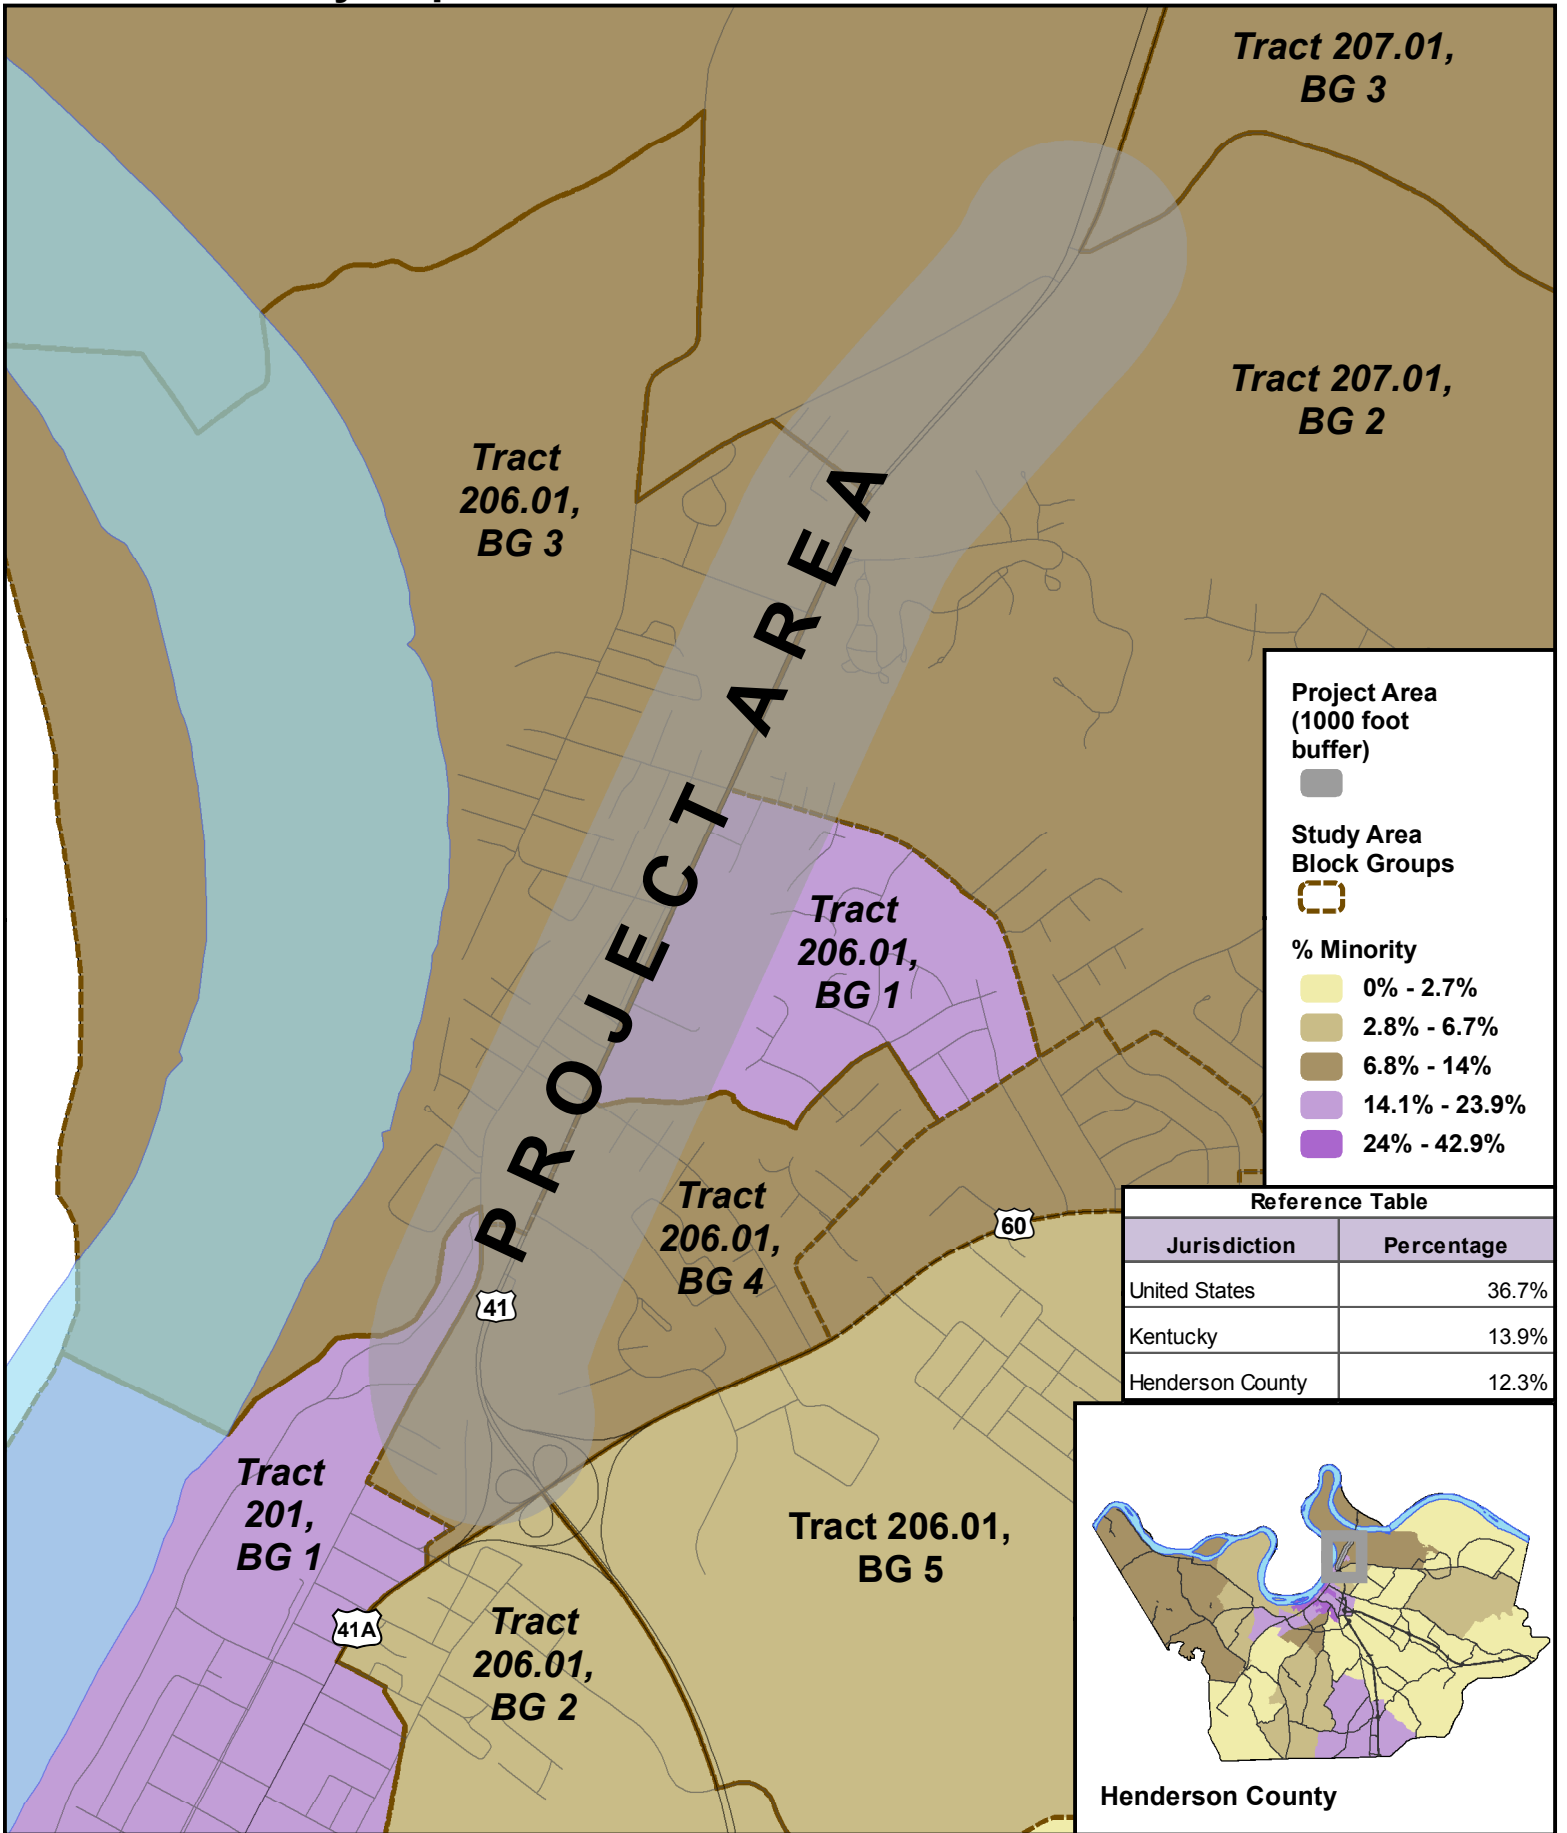 Tract 207.01,
BG 3
Tract 207.01,
BG 2
Tract
206.01,
BG 3
PROJECT AREA
Tract
206.01,
BG 1
Tract
206.01,
BG 4
60
41
Tract
201,
BG 1
41A
Tract
206.01,
BG 2
Tract 206.01,
BG 5
Project Area
(1000 foot
buffer)
Study Area
Block Groups
% Minority
0% - 2.7%
2.8% - 6.7%
6.8% - 14%
14.1% - 23.9%
24% - 42.9%
Reference Table
Jurisdiction Percentage
United States 36.7%
Kentucky 13.9%
Henderson County 12.3%
Henderson County